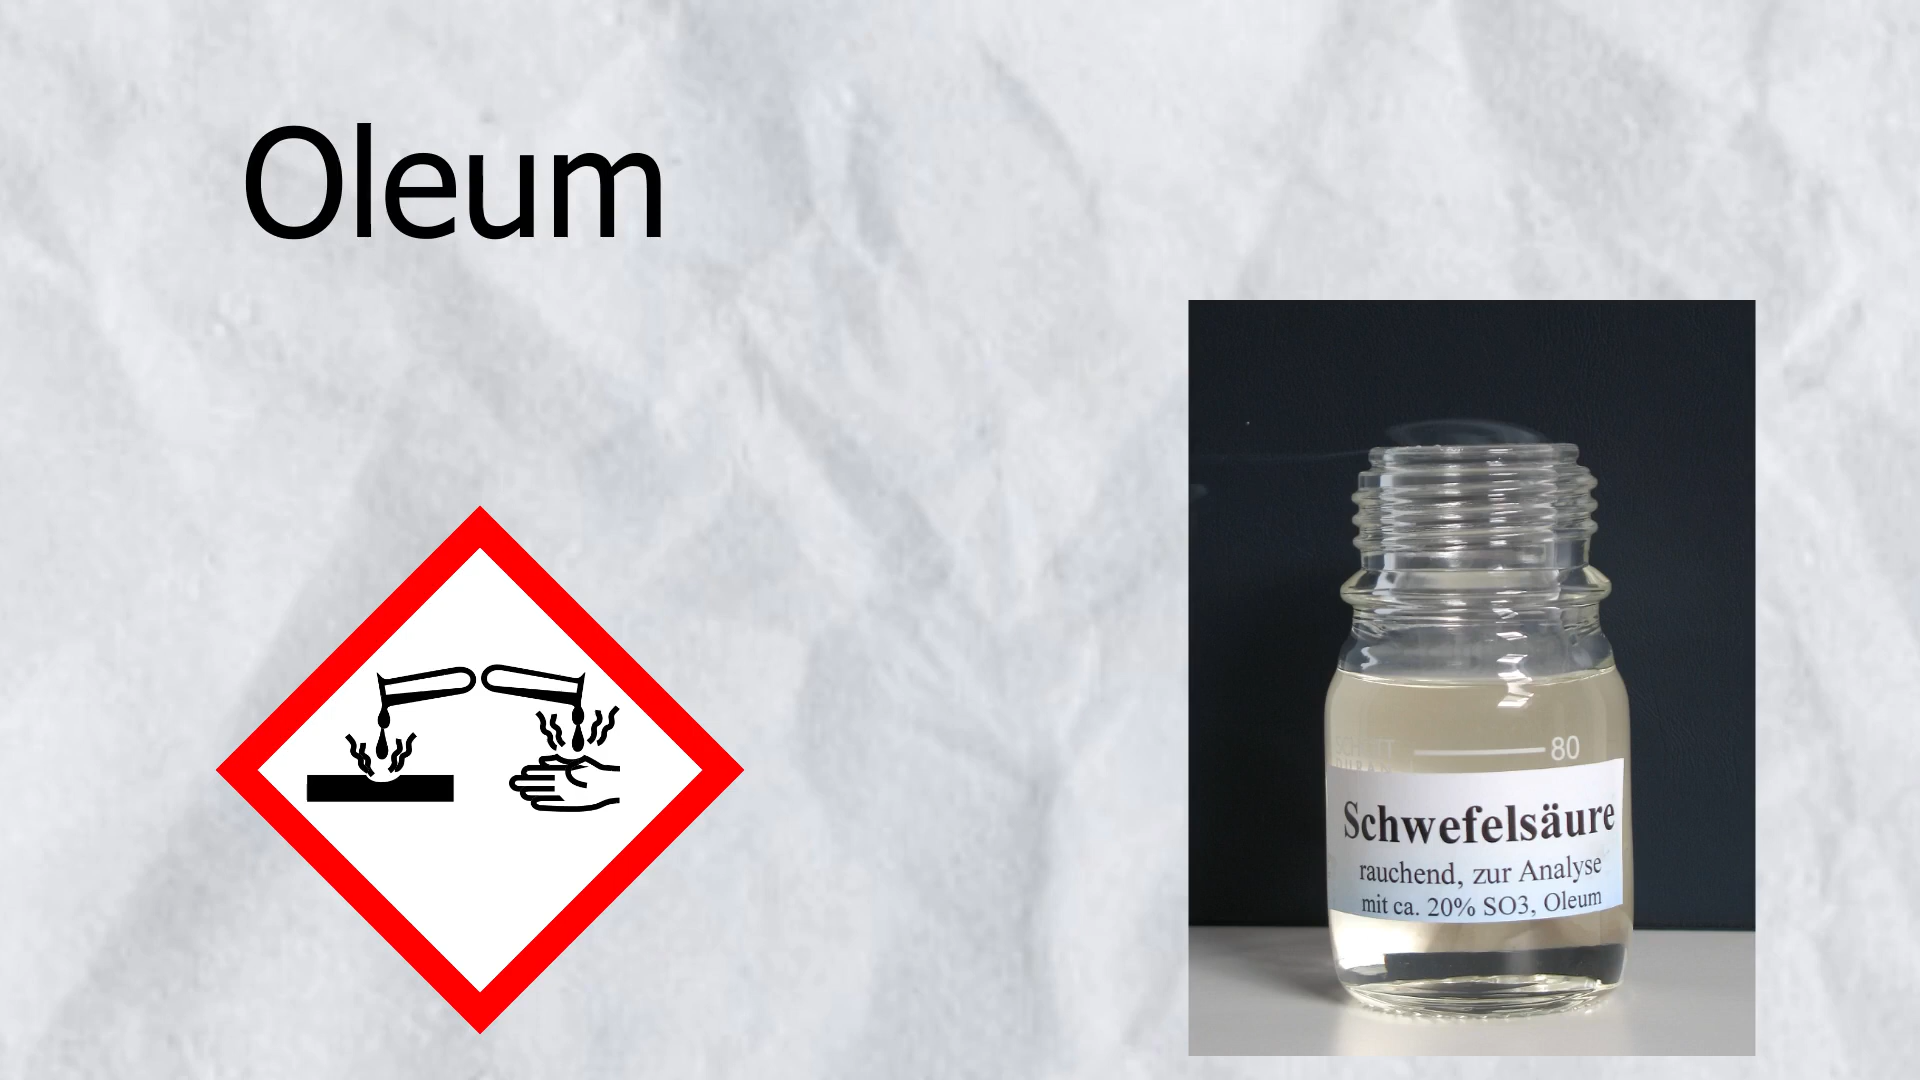 Oleum
80
Schwefelsäure
rauchend, zur Analyse
mit ca. 20% SO3, Oleum